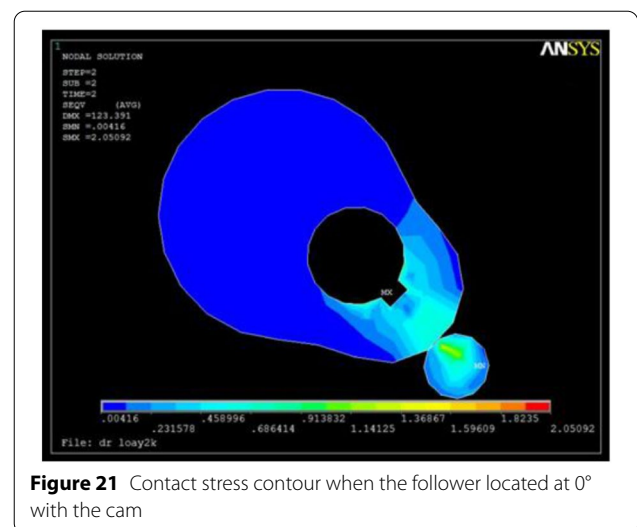 1
NODAL SOLUTION
STEP=2
SUB =2
TIME=2
SEQV (AVG)
DMX =123.391
SMN =.00416
SMX =2.05092
ANSYS
MX
MN
.00416 .458996 .913832 1.36867 1.8235
.231578 .686414 1.14125 1.59609 2.05092
File: dr loay2k
Figure 21 Contact stress contour when the follower located at 0°
with the cam